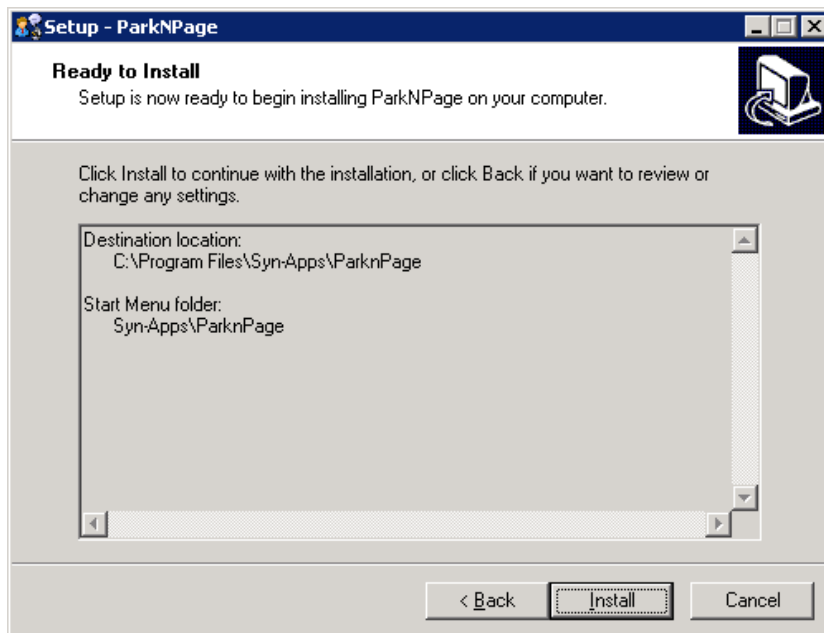 Setup - ParkNPage
Ready to Install
Setup is now ready to begin installing ParkNPage on your computer.
Click Install to continue with the installation, or click Back if you want to review or
change any settings.
Destination location:
C:\Program Files\Syn-Apps\ParknPage
Start Menu folder:
Syn-Apps\ParknPage
< Back
Install
Cancel